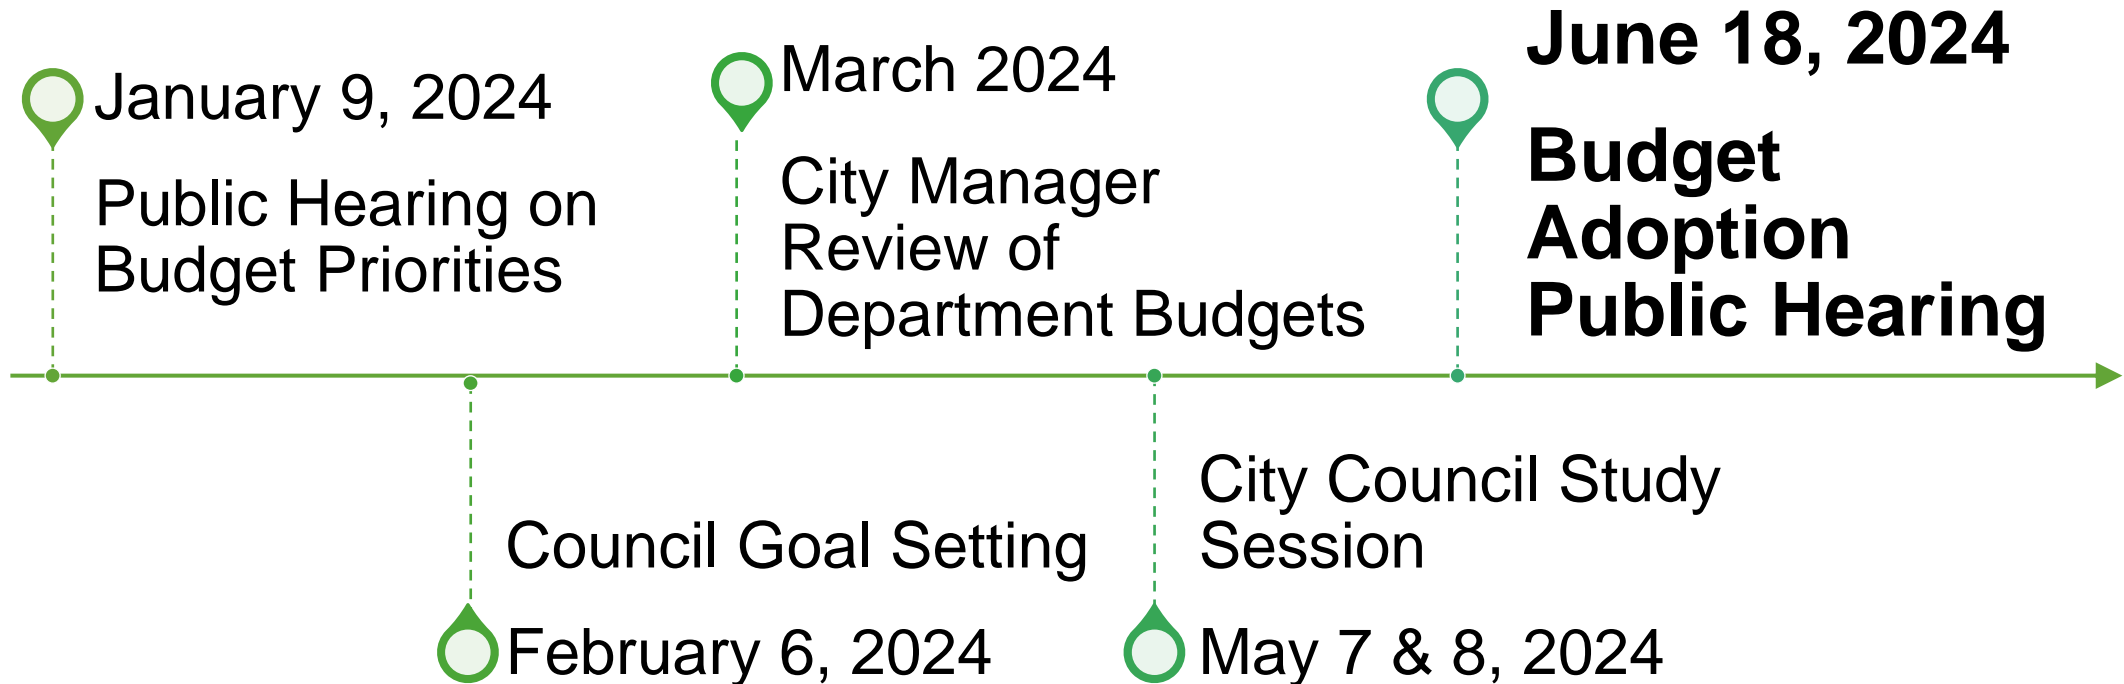 January 9, 2024
Public Hearing on
Budget Priorities
Council Goal Setting
February 6, 2024
March 2024
City Manager
Review of
Department Budgets
City Council Study
Session
May 7 & 8, 2024
June 18, 2024
Budget
Adoption
Public Hearing